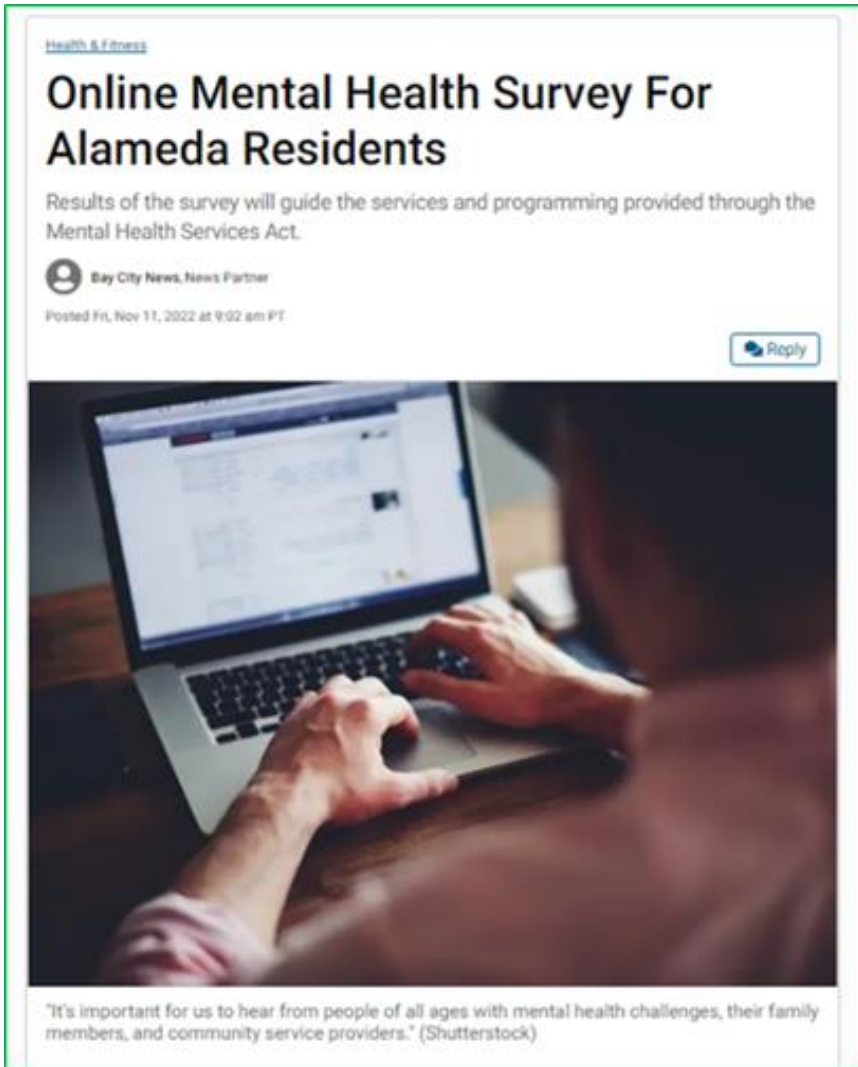 Health & Fitness
Online Mental Health Survey For
Alameda Residents
Results of the survey will guide the services and programming provided through the
Mental Health Services Act.
Bay City News, News Partner
Posted Fri, Nov 11, 2022 at 9:02 am PT
Reply
"It's important for us to hear from people of all ages with mental health challenges, their family
members, and community service providers." (Shutterstock)